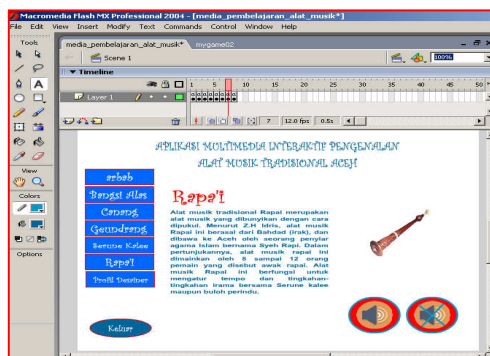 Macromedia Flash MX Professional 2004 - [media_pembelajaran_alat_musik*]
File Edit View Insert Modify Text Commands Control Window Help
Tools
media_pembelajaran_alat_musik* mygame02
Scene 1
100%
Timeline
1 5 10 15 20 25 30 35 40 45 50
Layer 1
7 12.0 fps 0.5s
View
Colors
Options
APLIKASI MULTIMEDIA INTERAKTIF PENGENALAN
ALAT MUSIK TRADISIONAL ACEH
arbab
Bangsi Alas
Canang
Geundrang
Serune Kalee
Rapa'I
Profil Desainer
Keluar
Rapa'i
Alat musik tradisional Rapai merupakan
alat musik yang dibunyikan dengan cara
dipukul. Menurut Z.H Idris, alat musik
Rapai ini berasal dari Bahdad (irak), dan
dibawa ke Aceh oleh seorang penyiar
agama Islam bernama Syeh Rapi. Dalam
pertunjukannya, alat musik rapai ini
dimainkan oleh 8 sampai 12 orang
pemain yang disebut awak rapai. Alat
musik Rapai ini berfungsi untuk
mengatur tempo dan tingkahan-
tingkahan irama bersama Serune kalee
maupun buloh perindu.